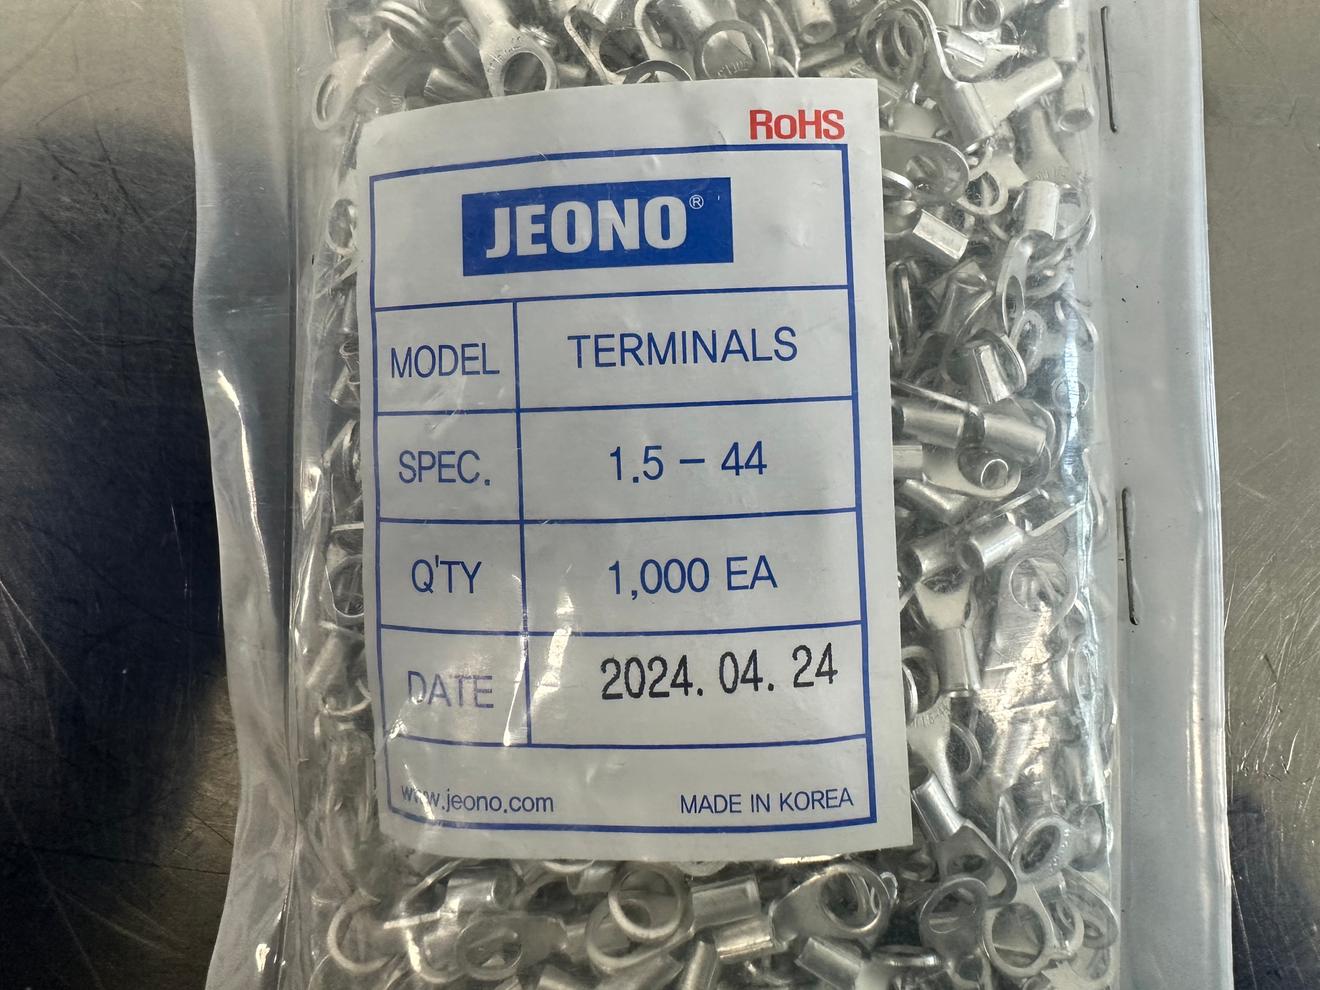 RoHS
JEONO®
MODEL TERMINALS
SPEC. 1.5 - 44
Q'TY 1,000 EA
DATE 2024. 04. 24
www.jeono.com MADE IN KOREA